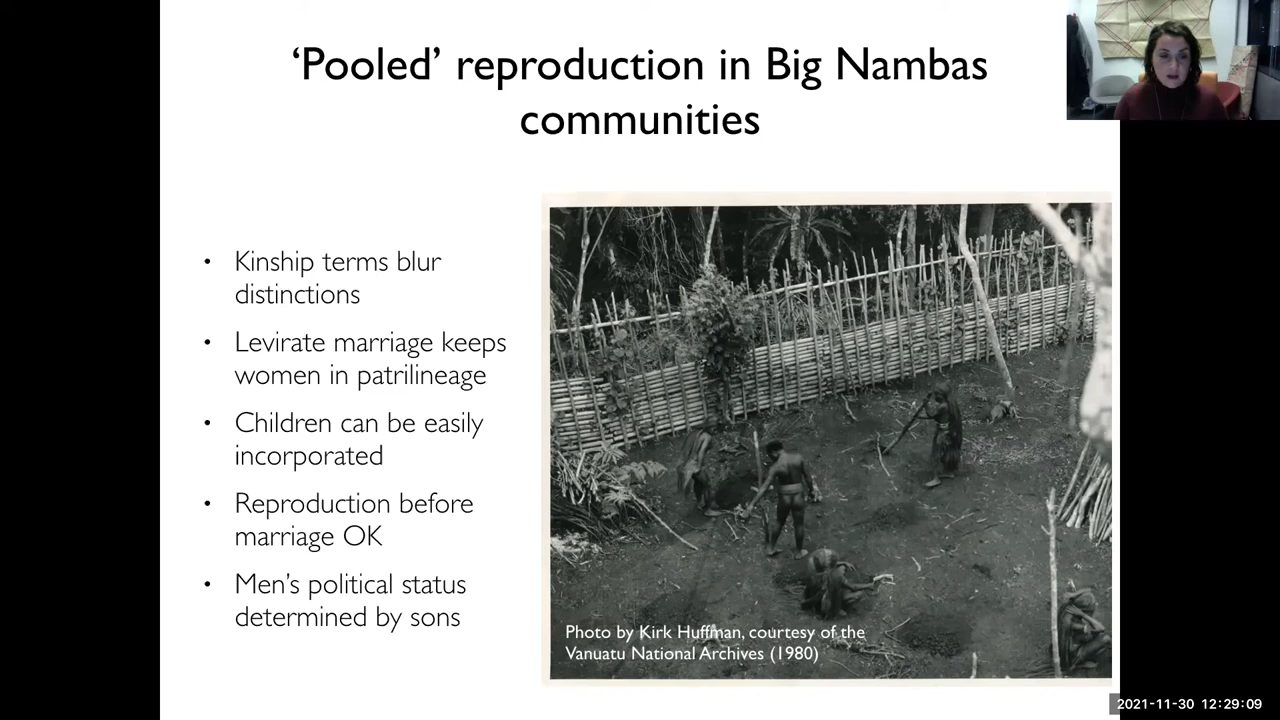 ‘Pooled’ reproduction in Big Nambas
communities
• Kinship terms blur
distinctions
• Levirate marriage keeps
women in patrilineage
• Children can be easily
incorporated
• Reproduction before
marriage OK
• Men’s political status
determined by sons
Photo by Kirk Huffman, courtesy of the
Vanuatu National Archives (1980)
2021-11-30 12:29:09